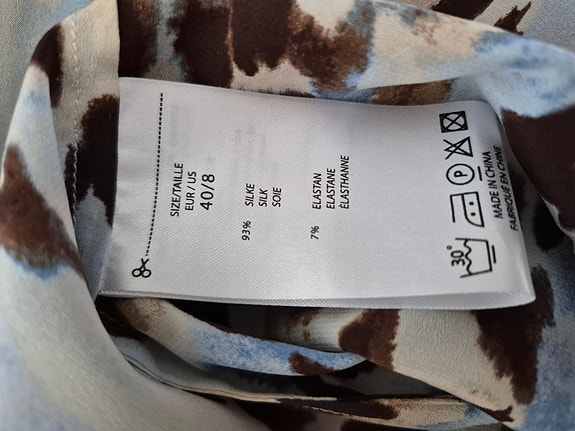 SIZE/TAILLE
EUR / US
40/8
93% SILKE
SILK
SOIE
7% ELASTAN
ELASTANE
ÉLASTHANNE
30°
P
MADE IN CHINA
FABRIQUÉ EN CHINE